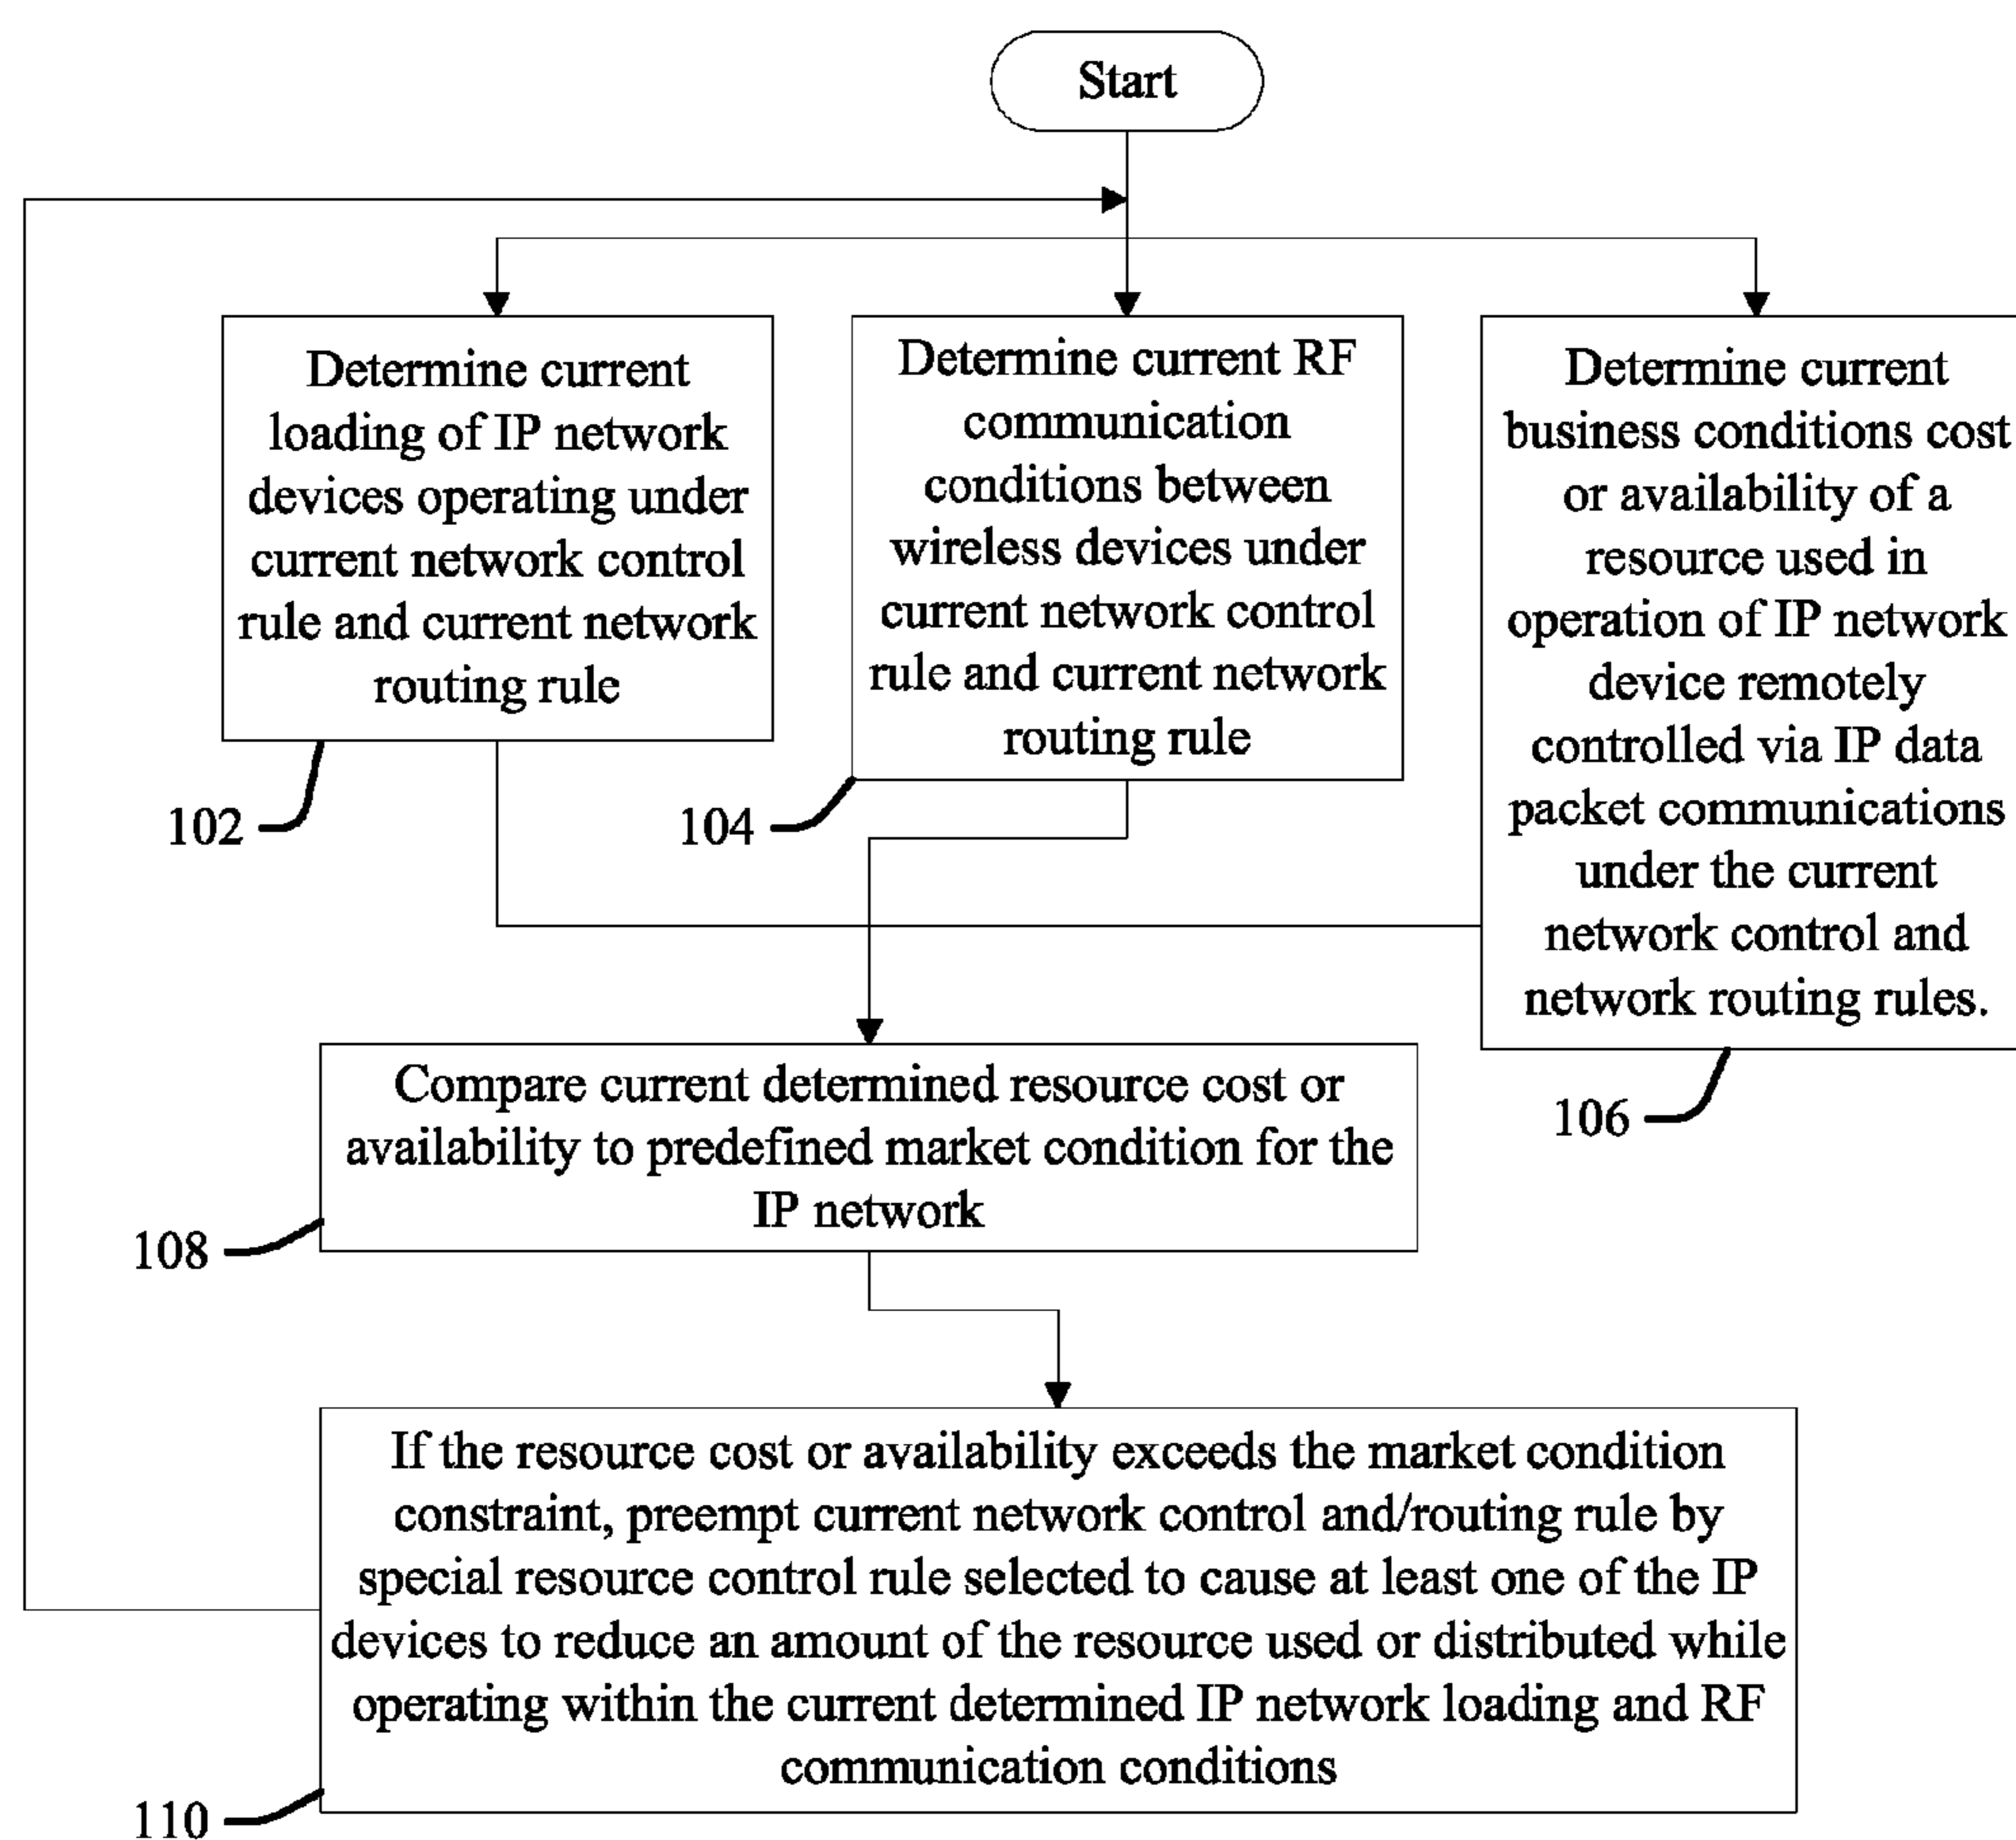 Start
Determine current
loading of IP network
devices operating under
current network control
rule and current network
routing rule
102
Determine current RF
communication
conditions between
wireless devices under
current network control
rule and current network
routing rule
104
Determine current
business conditions cost
or availability of a
resource used in
operation of IP network
device remotely
controlled via IP data
packet communications
under the current
network control and
network routing rules.
106
Compare current determined resource cost or
availability to predefined market condition for the
IP network
108
If the resource cost or availability exceeds the market condition
constraint, preempt current network control and/routing rule by
special resource control rule selected to cause at least one of the IP
devices to reduce an amount of the resource used or distributed while
operating within the current determined IP network loading and RF
communication conditions
110